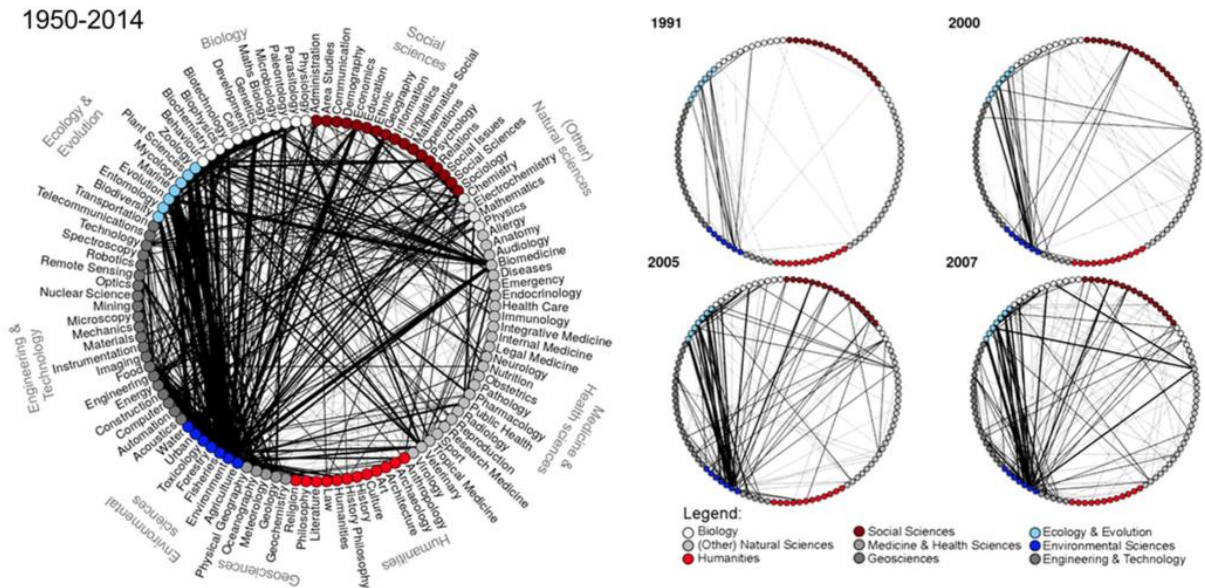 1950-2014
Biology
Social
sciences
(Other)
Natural sciences
Medicine &
Health sciences
Humanities
Geosciences
Environmental
sciences
Engineering &
Technology
Ecology &
Evolution
Administration
Area Studies
Communication
Demography
Economics
Education
Ethnic
Geography
Information
Linguistics
Mathematics Social
Operations
Psychology
Relations
Social Issues
Social Sciences
Sociology
Chemistry
Electrochemistry
Mathematics
Physics
Allergy
Anatomy
Audiology
Biomedicine
Diseases
Emergency
Endocrinology
Health Care
Immunology
Integrative Medicine
Internal Medicine
Legal Medicine
Neurology
Nutrition
Obstetrics
Pathology
Pharmacology
Public Health
Radiology
Reproduction
Research Medicine
Sport
Tropical Medicine
Veterinary
Virology
Anthropology
Archaeology
Architecture
Art
Culture
History
History Philosophy
Humanities
Law
Literature
Philosophy
Religion
Geochemistry
Geology
Meteorology
Oceanography
Physical Geography
Agriculture
Environment
Fisheries
Forestry
Toxicology
Urban
Water
Acoustics
Automation
Computer
Construction
Energy
Engineering
Food
Imaging
Instrumentation
Materials
Mechanics
Microscopy
Mining
Nuclear Science
Optics
Remote Sensing
Robotics
Spectroscopy
Technology
Telecommunications
Transportation
Biodiversity
Entomology
Evolution
Marine
Mycology
Zoology
Plant Sciences
Behaviour
Biochemistry
Biophysics
Biotechnology
Cell
Development
Genetics
Maths Biology
Microbiology
Paleontology
Parasitology
Pathology
Physiology
1991
2000
2005
2007
Legend:
Biology
(Other) Natural Sciences
Humanities
Social Sciences
Medicine & Health Sciences
Geosciences
Ecology & Evolution
Environmental Sciences
Engineering & Technology